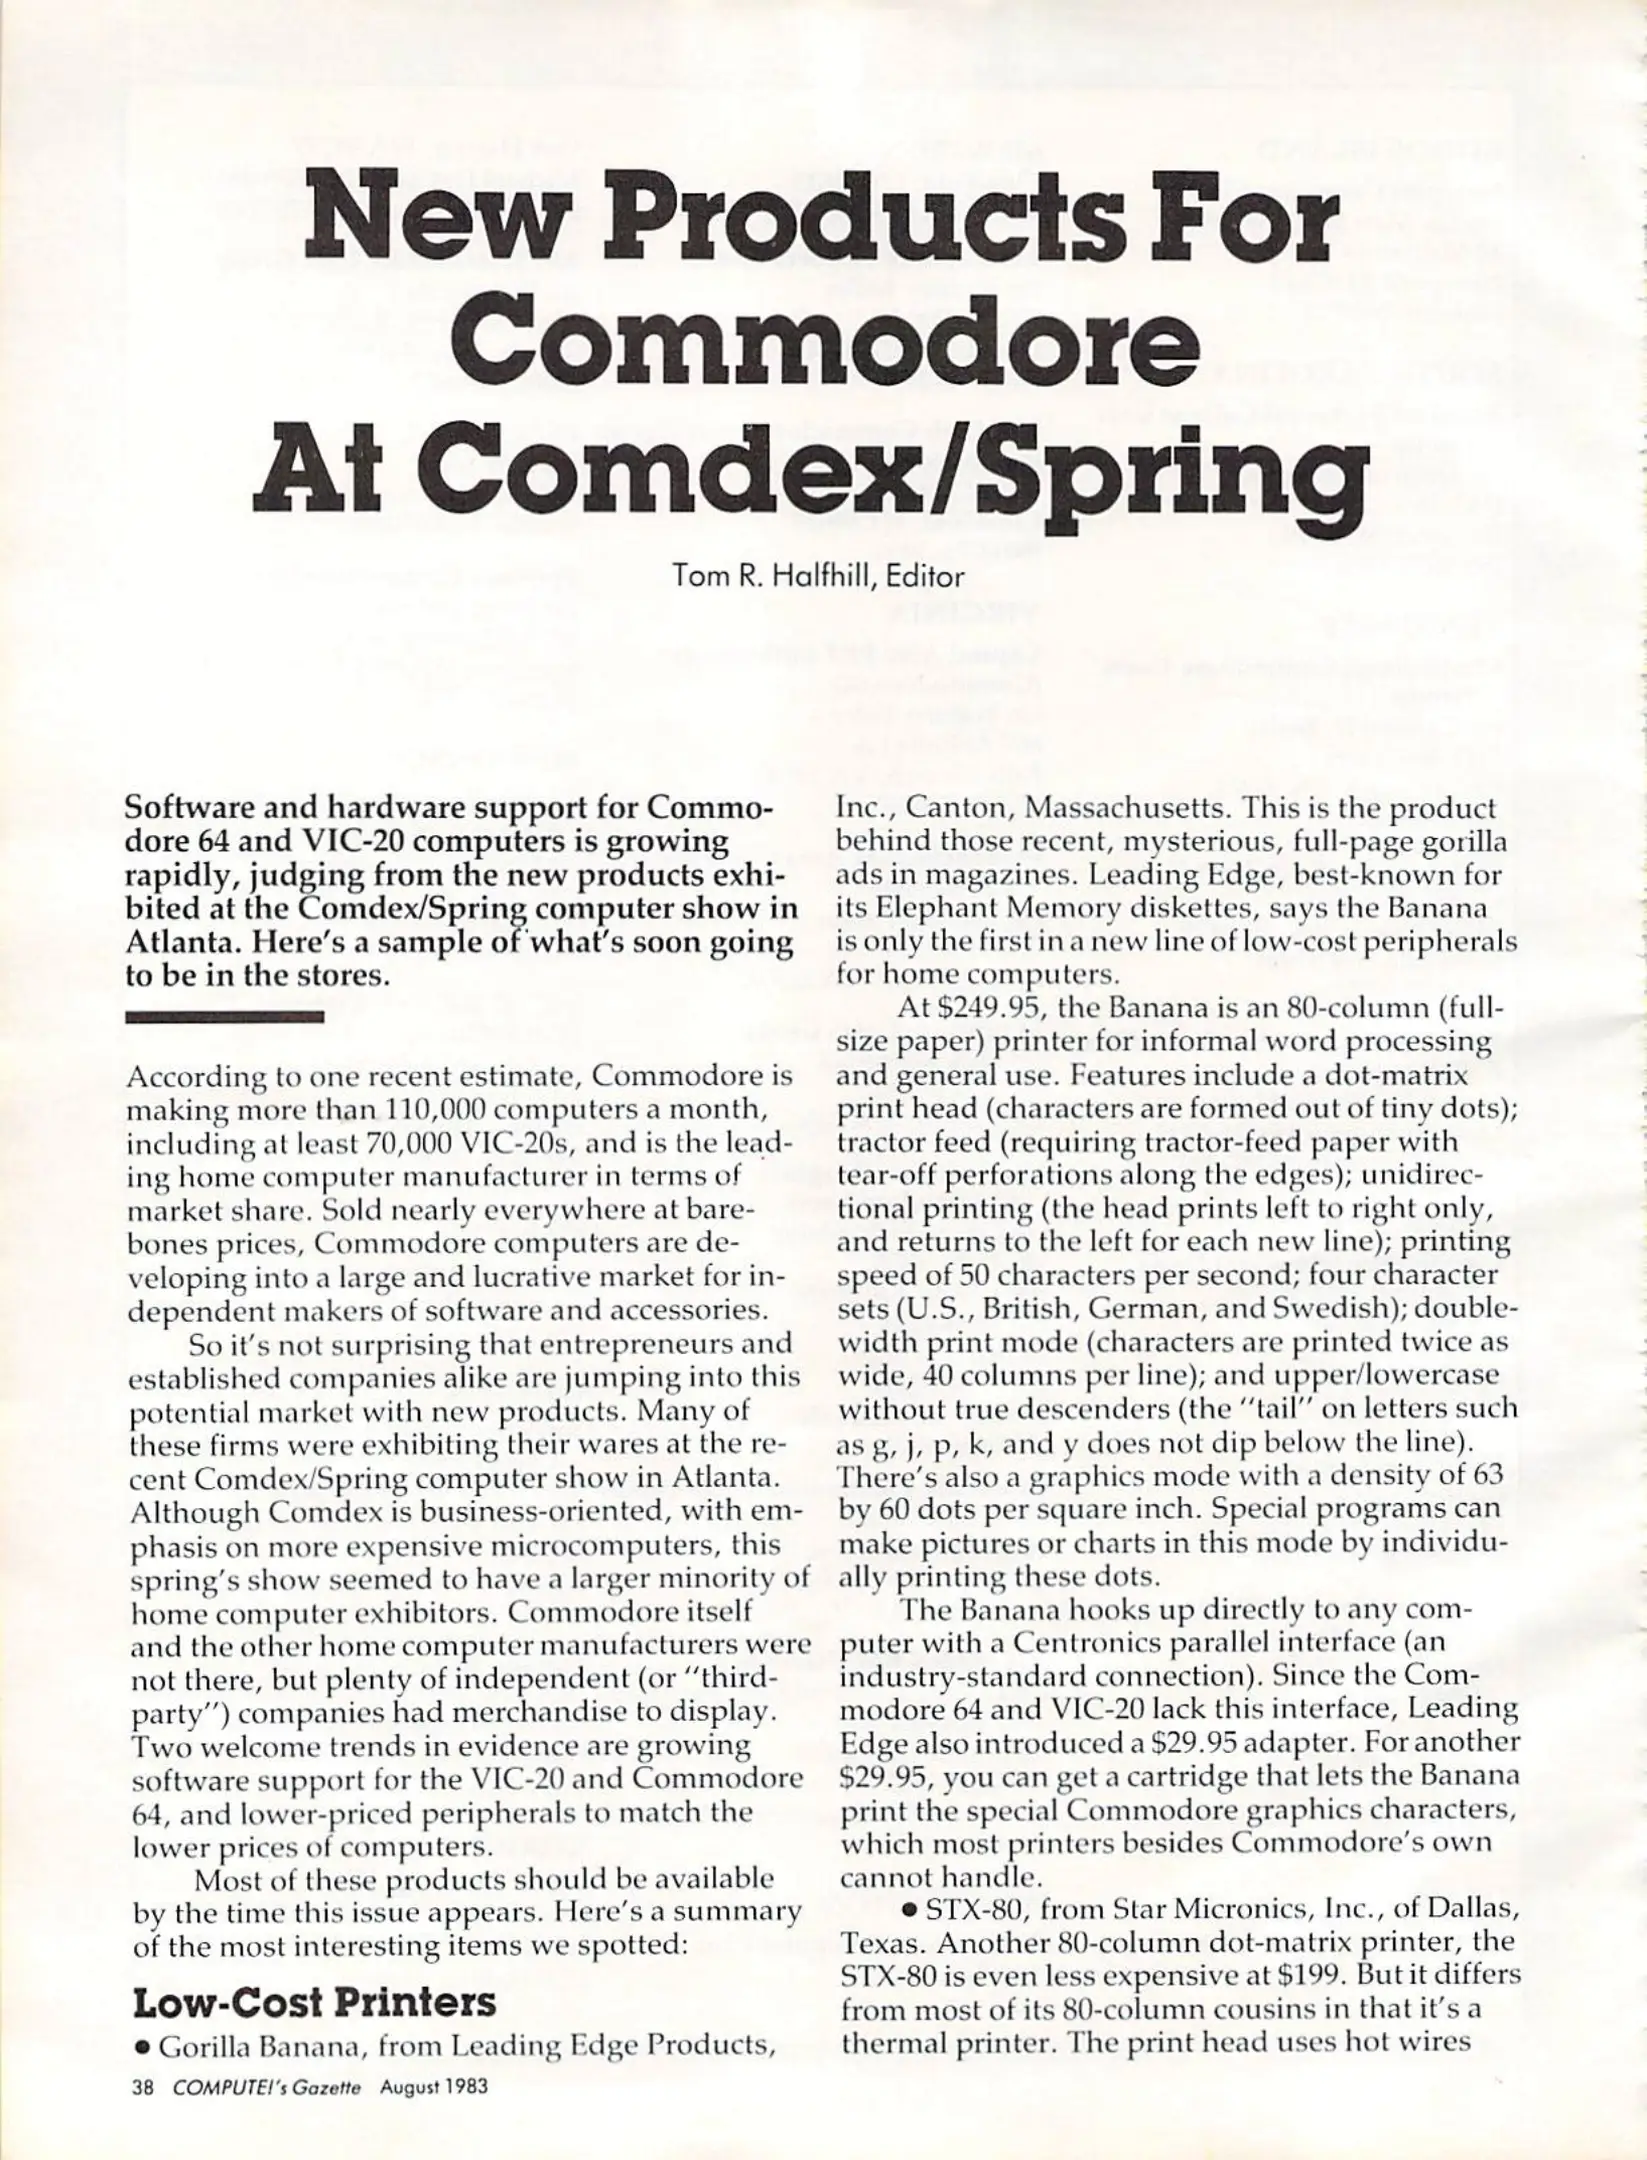 New Products For
Commodore
At Comdex/Spring
Tom R. Halfhill, Editor
Software and hardware support for Commo-
dore 64 and VIC-20 computers is growing
rapidly, judging from the new products exhi-
bited at the Comdex/Spring computer show in
Atlanta. Here's a sample of what's soon going
to be in the stores.
According to one recent estimate, Commodore is
making more than 110,000 computers a month,
including at least 70,000 VIC-20s, and is the lead-
ing home computer manufacturer in terms of
market share. Sold nearly everywhere at bare-
bones prices, Commodore computers are de-
veloping into a large and lucrative market for in-
dependent makers of software and accessories.
So it's not surprising that entrepreneurs and
established companies alike are jumping into this
potential market with new products. Many of
these firms were exhibiting their wares at the re-
cent Comdex/Spring computer show in Atlanta.
Although Comdex is business-oriented, with em-
phasis on more expensive microcomputers, this
spring's show seemed to have a larger minority of
home computer exhibitors. Commodore itself
and the other home computer manufacturers were
not there, but plenty of independent (or "third-
party") companies had merchandise to display.
Two welcome trends in evidence are growing
software support for the VIC-20 and Commodore
64, and lower-priced peripherals to match the
lower prices of computers.
Most of these products should be available
by the time this issue appears. Here's a summary
of the most interesting items we spotted:
Low-Cost Printers
● Gorilla Banana, from Leading Edge Products,
Inc., Canton, Massachusetts. This is the product
behind those recent, mysterious, full-page gorilla
ads in magazines. Leading Edge, best-known for
its Elephant Memory diskettes, says the Banana
is only the first in a new line of low-cost peripherals
for home computers.
At $249.95, the Banana is an 80-column (full-
size paper) printer for informal word processing
and general use. Features include a dot-matrix
print head (characters are formed out of tiny dots);
tractor feed (requiring tractor-feed paper with
tear-off perforations along the edges); unidirec-
tional printing (the head prints left to right only,
and returns to the left for each new line); printing
speed of 50 characters per second; four character
sets (U.S., British, German, and Swedish); double-
width print mode (characters are printed twice as
wide, 40 columns per line); and upper/lowercase
without true descenders (the "tail" on letters such
as g, j, p, k, and y does not dip below the line).
There's also a graphics mode with a density of 63
by 60 dots per square inch. Special programs can
make pictures or charts in this mode by individu-
ally printing these dots.
The Banana hooks up directly to any com-
puter with a Centronics parallel interface (an
industry-standard connection). Since the Com-
modore 64 and VIC-20 lack this interface, Leading
Edge also introduced a $29.95 adapter. For another
$29.95, you can get a cartridge that lets the Banana
print the special Commodore graphics characters,
which most printers besides Commodore's own
cannot handle.
● STX-80, from Star Micronics, Inc., of Dallas,
Texas. Another 80-column dot-matrix printer, the
STX-80 is even less expensive at $199. But it differs
from most of its 80-column cousins in that it's a
thermal printer. The print head uses hot wires
38 COMPUTE!'s Gazette August 1983